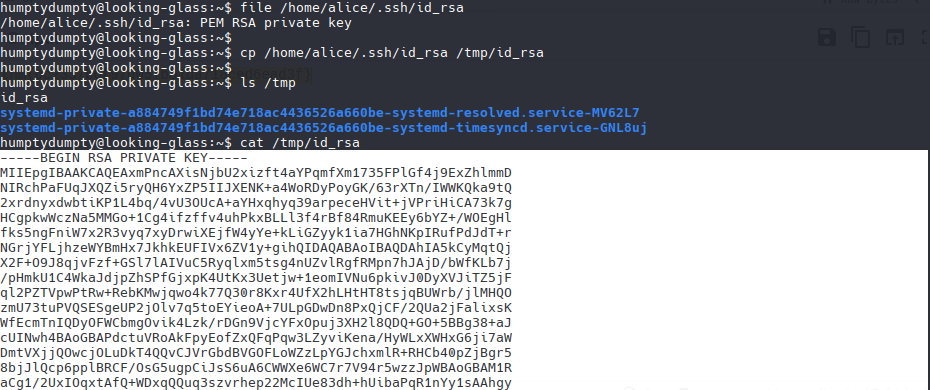 humptydumpty@looking-glass:~$ file /home/alice/.ssh/id_rsa
/home/alice/.ssh/id_rsa: PEM RSA private key
humptydumpty@looking-glass:~$
humptydumpty@looking-glass:~$ cp /home/alice/.ssh/id_rsa /tmp/id_rsa
humptydumpty@looking-glass:~$
humptydumpty@looking-glass:~$ ls /tmp
id_rsa
systemd-private-a884749f1bd74e718ac4436526a660be-systemd-resolved.service-MV62L7
systemd-private-a884749f1bd74e718ac4436526a660be-systemd-timesyncd.service-GNL8uj
humptydumpty@looking-glass:~$ cat /tmp/id_rsa
-----BEGIN RSA PRIVATE KEY-----
MIIEpgIBAAKCAQEAxmPncAXisNjbU2xizft4aYPqmfXm1735FPlGf4j9ExZhlmmD
NIRchPaFUqJXQZi5ryQH6YxZP5IIJXENK+a4WoRDyPoyGK/63rXTn/IWWKQka9tQ
2xrdnyxdwbtiKP1L4bq/4vU3OUcA+aYHxqhyq39arpeceHVit+jVPriHiCA73k7g
HCgpkwWczNa5MMGo+1Cg4ifzffv4uhPkxBLLl3f4rBf84RmuKEEy6bYZ+/WOEgHl
fks5ngFniW7x2R3vyq7xyDrwiXEjfW4yYe+kLiGZyyk1ia7HGhNKpIRufPdJdT+r
NGrjYFLjhzeWYBmHx7JkhkEUFIVx6ZV1y+gihQIDAQABAoIBAQDAhIA5kCyMqtQj
X2F+O9J8qjvFzf+GSl7lAIVuC5Ryqlxm5tsg4nUZvlRgfRMpn7hJAjD/bWfKLb7j
/pHmkU1C4WkaJdjpZhSPfGjxpK4UtKx3Uetjw+1eomIVNu6pkivJ0DyXVJiTZ5jF
ql2PZTVpwPtRw+RebKMwjqwo4k77Q30r8Kxr4UfX2hLHtHT8tsjqBUWrb/jlMHQO
zmU73tuPVQSESgeUP2jOlv7q5toEYieoA+7ULpGDwDn8PxQjCF/2QUa2jFalixsK
WfEcmTnIQDyOFWCbmgOvik4Lzk/rDGn9VjcYFxOpuj3XH2l8QDQ+GO+5BBg38+aJ
cUINwh4BAoGBAPdctuVRoAkFpyEofZxQFqPqw3LZyviKena/HyWLxXWHxG6ji7aW
DmtVXjjQOwcjOLuDkT4QQvCJVrGbdBVGOFLoWZzLpYGJchxmlR+RHCb40pZjBgr5
8bjJlQcp6pplBRCF/OsG5ugpCiJsS6uA6CWWXe6WC7r7V94r5wzzJpWBAoGBAM1R
aCg1/2UxIOqxtAfQ+WDxqQQuq3szvrhep22McIUe83dh+hUibaPqR1nYy1sAAhgy